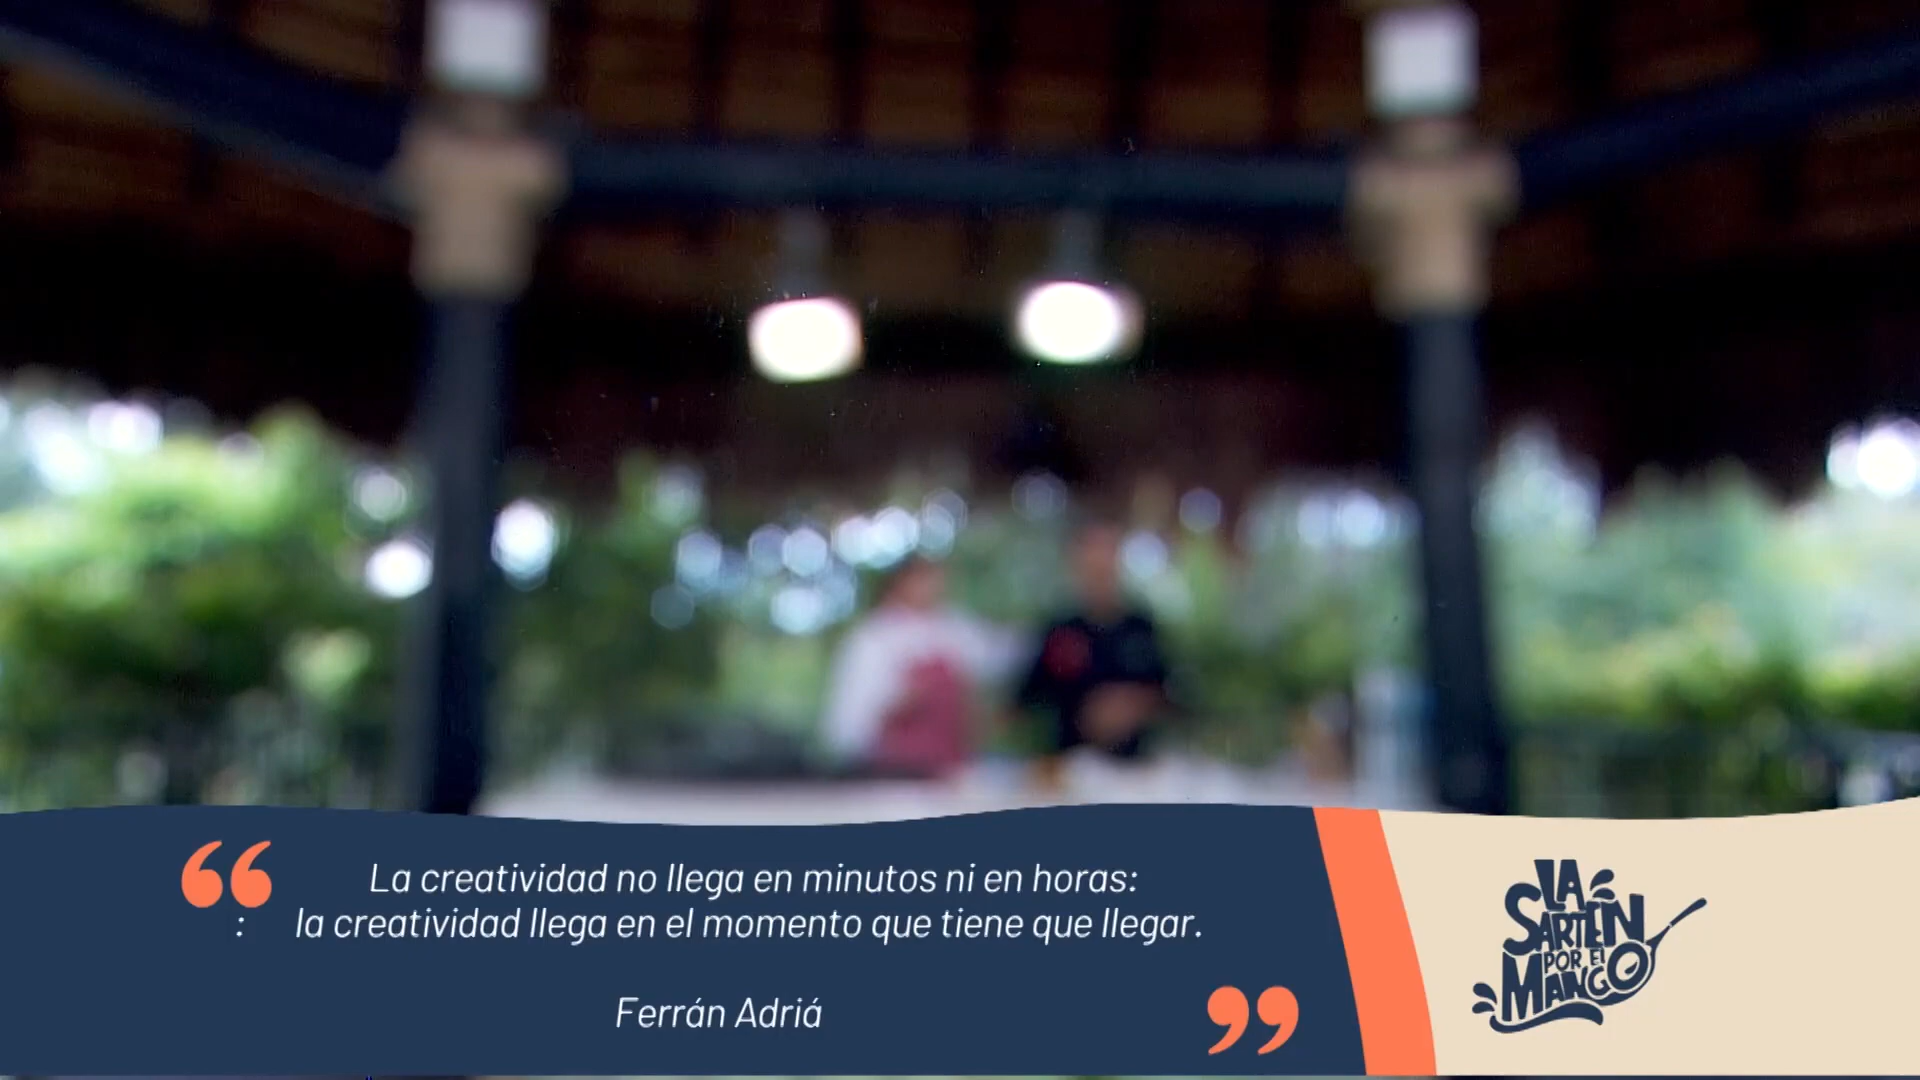 La creatividad no llega en minutos ni en horas:
: la creatividad llega en el momento que tiene que llegar.
Ferrán Adriá
LA
SARTÉN
POR EL
MANGO